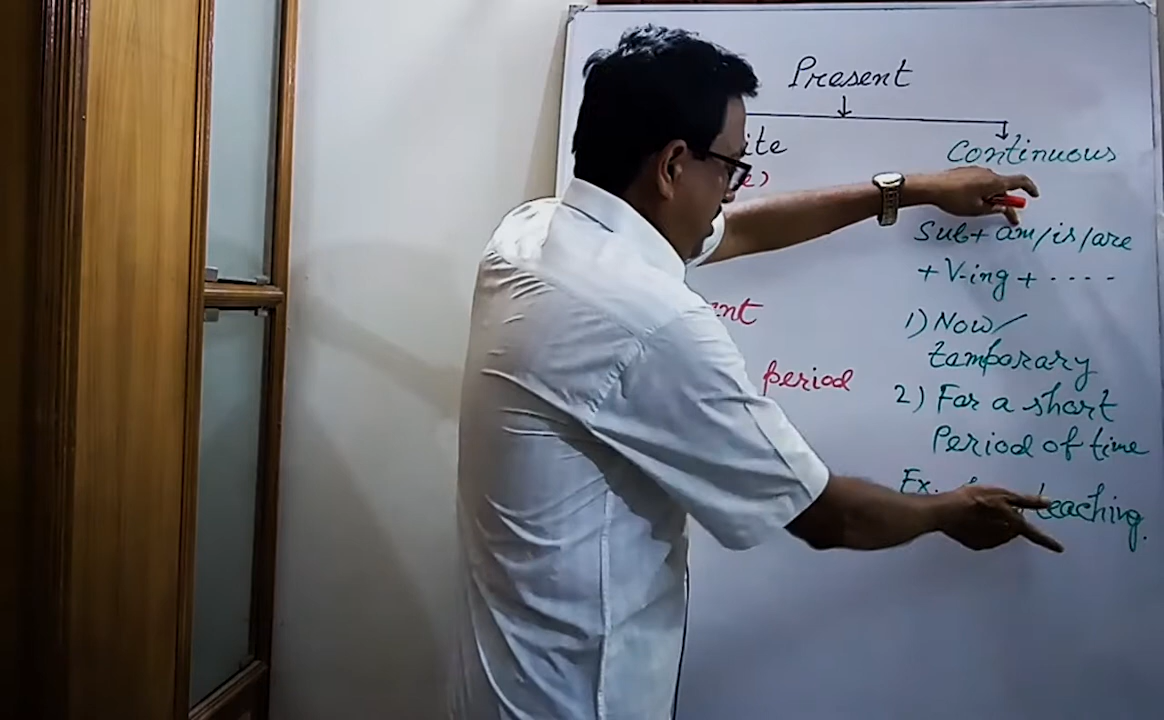 Present
ite
Continuous
e)
Sub+ am/is/are
+ V-ing + ....
1) Now/
ent
tamporary
period
2) For a short
Period of time
Ex. teaching.